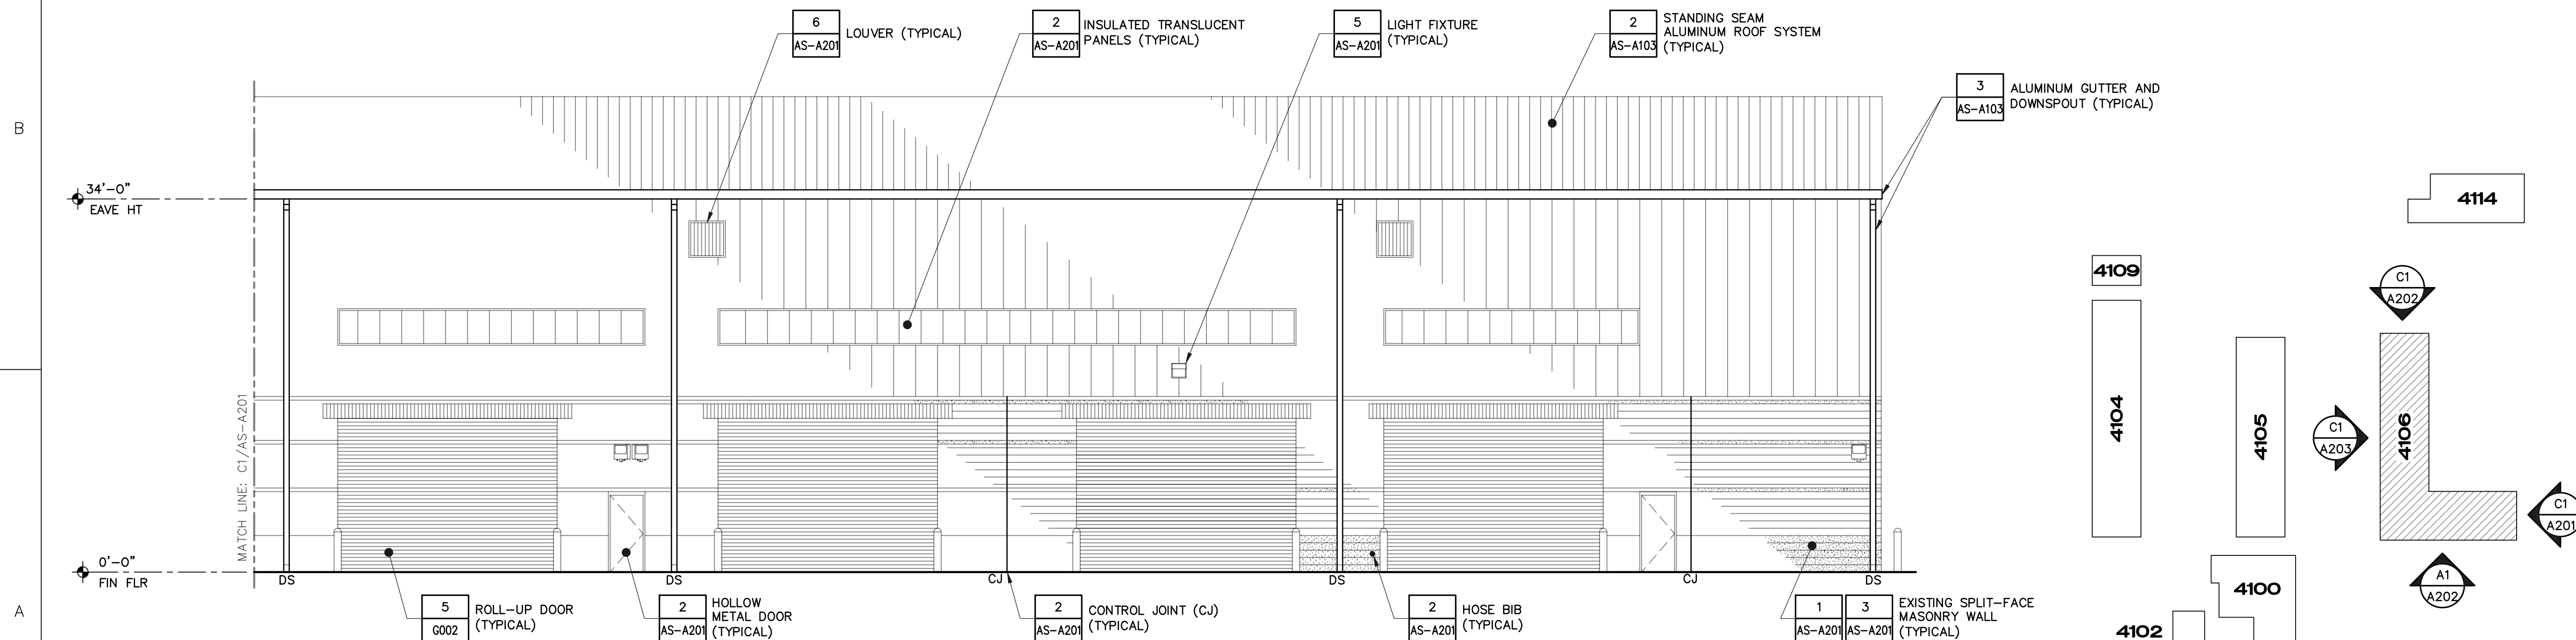 6
AS-A201
LOUVER (TYPICAL)
2
AS-A201
INSULATED TRANSLUCENT
PANELS (TYPICAL)
5
AS-A201
LIGHT FIXTURE
(TYPICAL)
2
AS-A103
STANDING SEAM
ALUMINUM ROOF SYSTEM
(TYPICAL)
3
AS-A103
ALUMINUM GUTTER AND
DOWNSPOUT (TYPICAL)
B
34'-0"
EAVE HT
MATCH LINE: C1/AS-A201
0'-0"
FIN FLR
DS
DS
CJ
DS
CJ
DS
A
5
G002
ROLL-UP DOOR
(TYPICAL)
2
AS-A201
HOLLOW
METAL DOOR
(TYPICAL)
2
AS-A201
CONTROL JOINT (CJ)
(TYPICAL)
2
AS-A201
HOSE BIB
(TYPICAL)
1
AS-A201
3
AS-A201
EXISTING SPLIT-FACE
MASONRY WALL
(TYPICAL)
4114
4109
C1
A202
4104
4105
C1
A203
4106
C1
A201
A1
A202
4100
4102